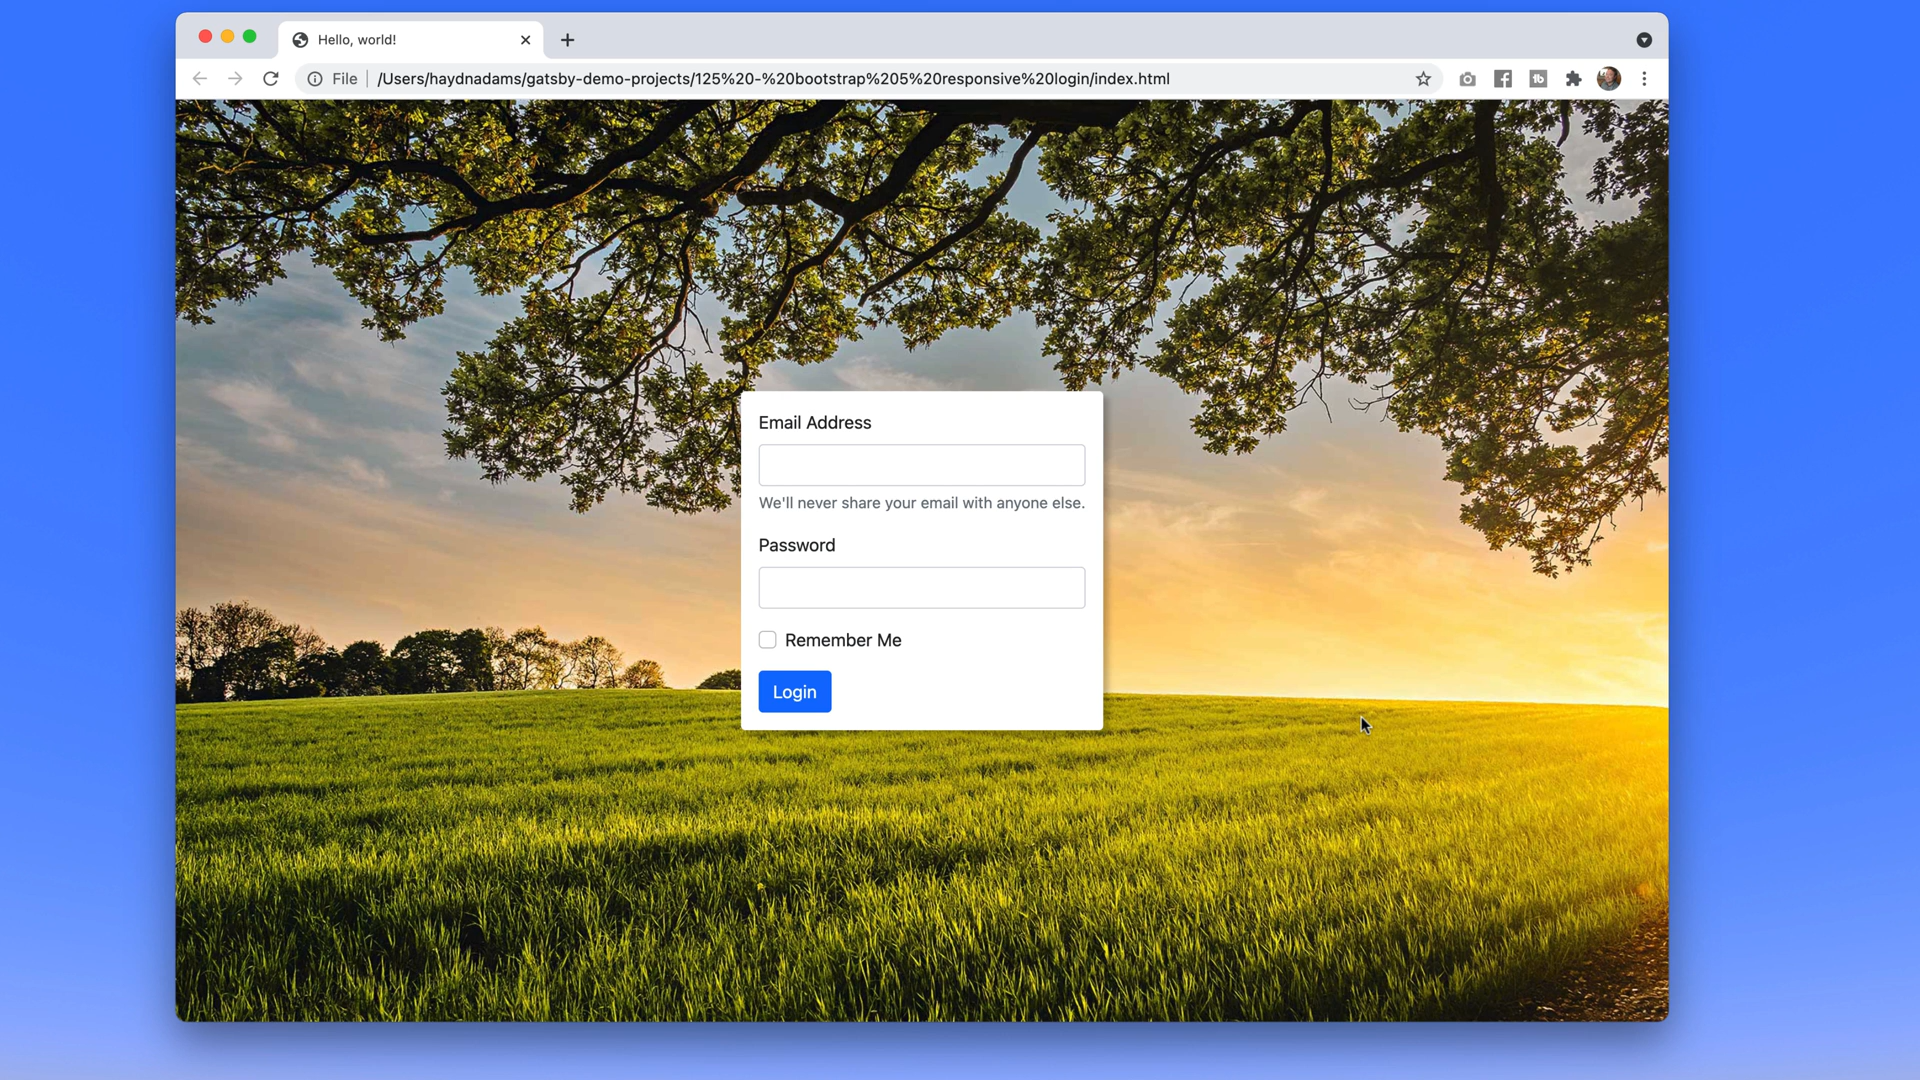 Hello, world!
File /Users/haydnadams/gatsby-demo-projects/125%20-%20bootstrap%205%20responsive%20login/index.html
Email Address
We'll never share your email with anyone else.
Password
Remember Me
Login